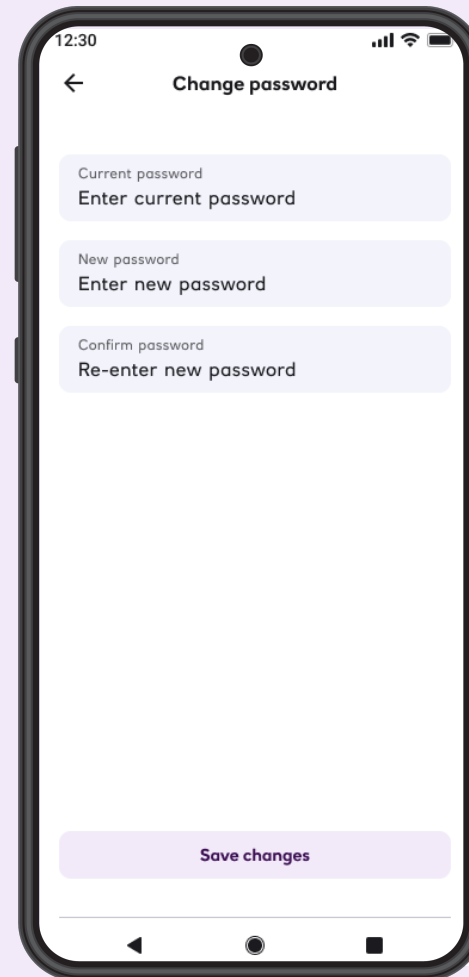 12:30
Change password
Current password
Enter current password
New password
Enter new password
Confirm password
Re-enter new password
Save changes